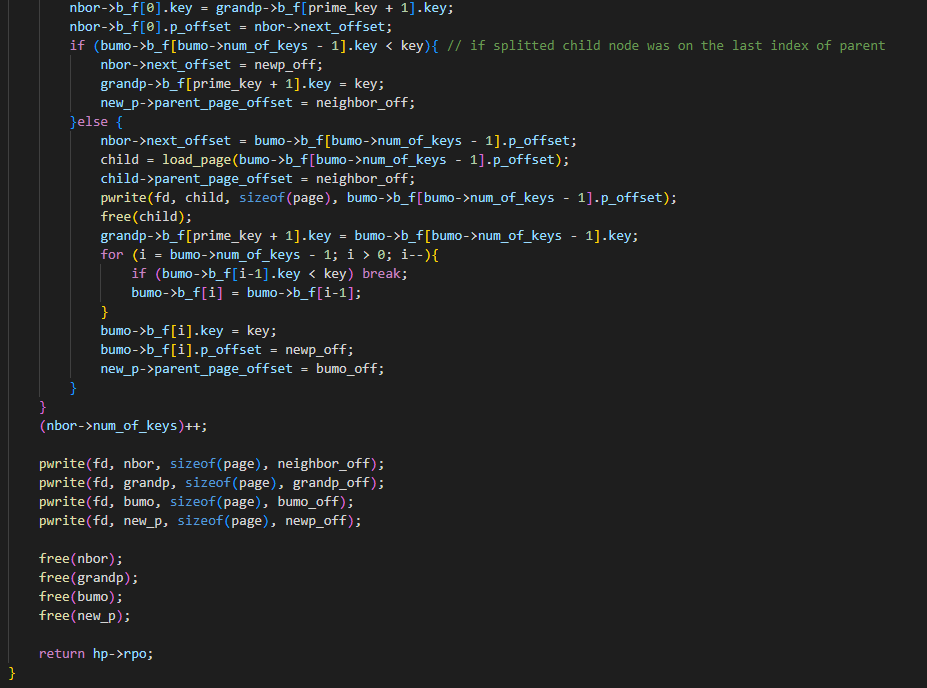 nbor->b_f[0].key = grandp->b_f[prime_key + 1].key;
nbor->b_f[0].p_offset = nbor->next_offset;
if (bumo->b_f[bumo->num_of_keys - 1].key < key){ // if splitted child node was on the last index of parent
nbor->next_offset = newp_off;
grandp->b_f[prime_key + 1].key = key;
new_p->parent_page_offset = neighbor_off;
}else {
nbor->next_offset = bumo->b_f[bumo->num_of_keys - 1].p_offset;
child = load_page(bumo->b_f[bumo->num_of_keys - 1].p_offset);
child->parent_page_offset = neighbor_off;
pwrite(fd, child, sizeof(page), bumo->b_f[bumo->num_of_keys - 1].p_offset);
free(child);
grandp->b_f[prime_key + 1].key = bumo->b_f[bumo->num_of_keys - 1].key;
for (i = bumo->num_of_keys - 1; i > 0; i--){
if (bumo->b_f[i-1].key < key) break;
bumo->b_f[i] = bumo->b_f[i-1];
}
bumo->b_f[i].key = key;
bumo->b_f[i].p_offset = newp_off;
new_p->parent_page_offset = bumo_off;
}
}
(nbor->num_of_keys)++;
pwrite(fd, nbor, sizeof(page), neighbor_off);
pwrite(fd, grandp, sizeof(page), grandp_off);
pwrite(fd, bumo, sizeof(page), bumo_off);
pwrite(fd, new_p, sizeof(page), newp_off);
free(nbor);
free(grandp);
free(bumo);
free(new_p);
return hp->rpo;
}